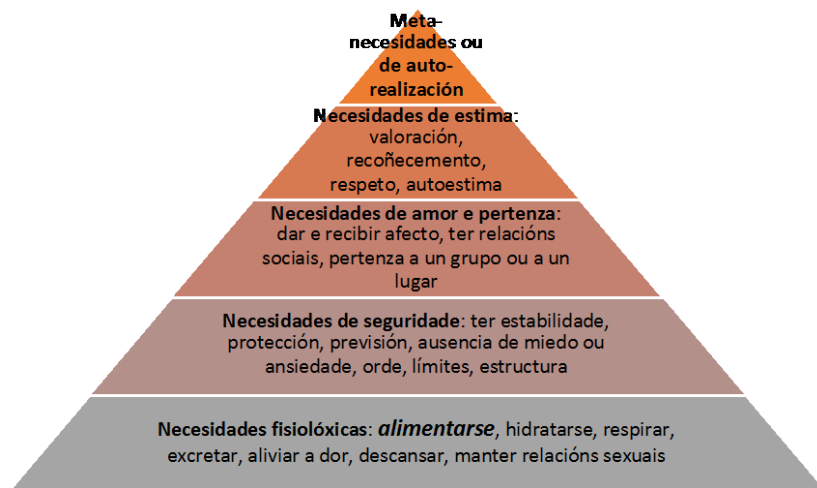 Meta-
necesidades ou
de auto-
realización
Necesidades de estima:
valoración,
recoñecemento,
respeto, autoestima
Necesidades de amor e pertenza:
dar e recibir afecto, ter relacións
sociais, pertenza a un grupo ou a un
lugar
Necesidades de seguridade: ter estabilidade,
protección, previsión, ausencia de miedo ou
ansiedade, orde, límites, estructura
Necesidades fisiolóxicas: alimentarse, hidratarse, respirar,
excretar, aliviar a dor, descansar, manter relacións sexuais